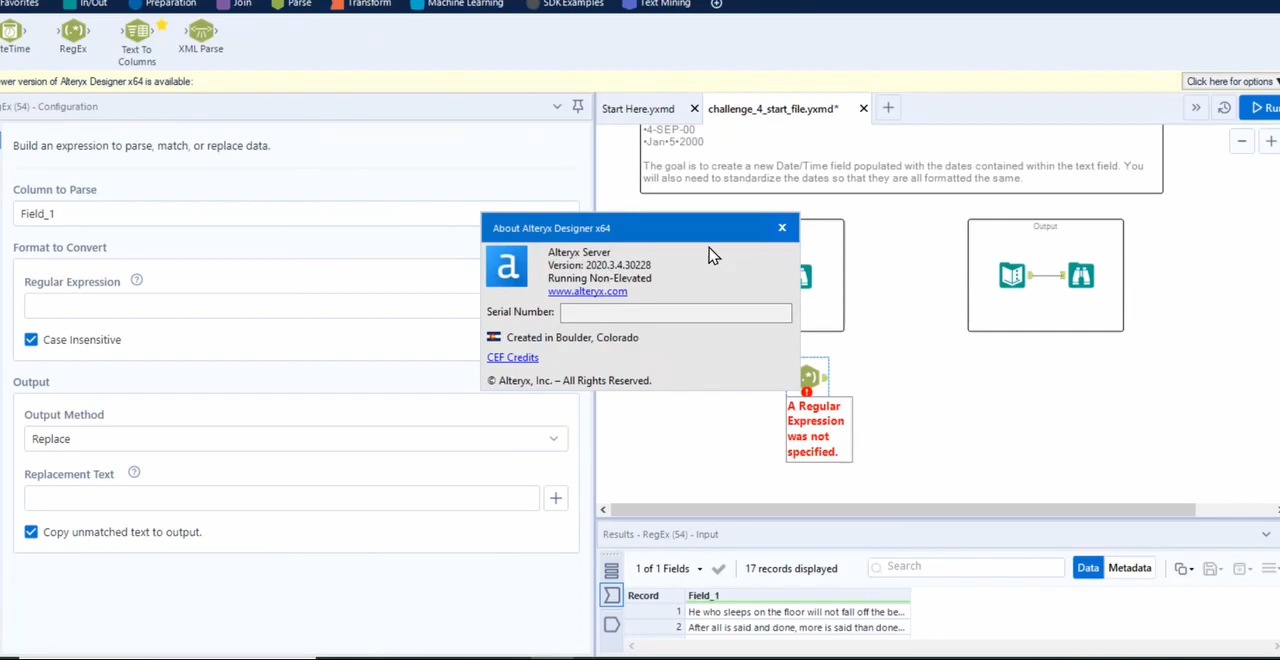 Favorites In/Out Preparation Join Parse Transform Machine Learning SDK Examples Text Mining
teTime RegEx Text To Columns XML Parse
wer version of Alteryx Designer x64 is available: Click here for options
gEx (54) - Configuration
Start Here.yxmd challenge_4_start_file.yxmd* Run
Build an expression to parse, match, or replace data.
Column to Parse
Field_1
Format to Convert
Regular Expression
Case Insensitive
Output
Output Method
Replace
Replacement Text
Copy unmatched text to output.
•4-SEP-00
•Jan•5•2000
The goal is to create a new Date/Time field populated with the dates contained within the text field. You
will also need to standardize the dates so that they are all formatted the same.
About Alteryx Designer x64
a
Alteryx Server
Version: 2020.3.4.30228
Running Non-Elevated
www.alteryx.com
Serial Number:
Created in Boulder, Colorado
CEF Credits
© Alteryx, Inc. – All Rights Reserved.
Output
A Regular
Expression
was not
specified.
Results - RegEx (54) - Input
1 of 1 Fields 17 records displayed Search Data Metadata
Record Field_1
1 He who sleeps on the floor will not fall off the be...
2 After all is said and done, more is said than done...